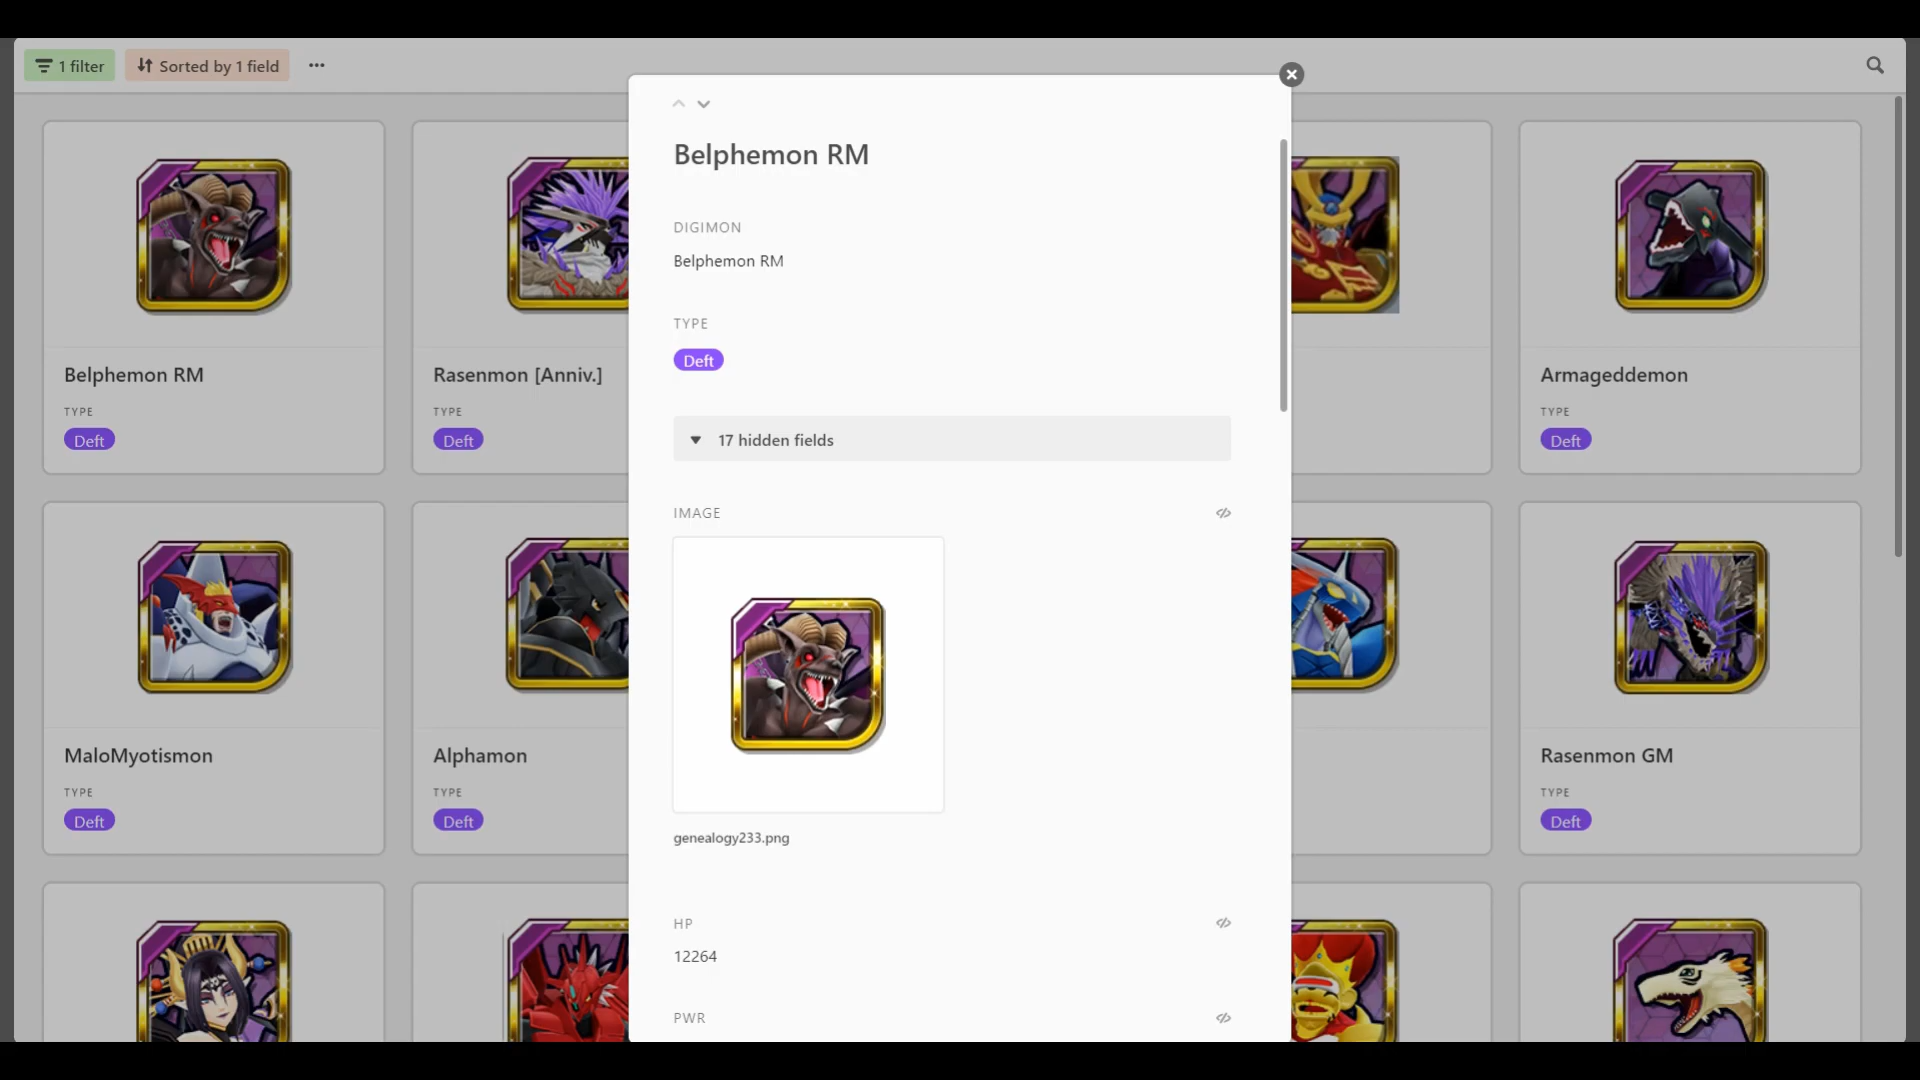 1 filter
Sorted by 1 field
Belphemon RM
TYPE
Deft
Rasenmon [Anniv.]
TYPE
Deft
Armageddemon
TYPE
Deft
MaloMyotismon
TYPE
Deft
Alphamon
TYPE
Deft
Rasenmon GM
TYPE
Deft
Belphemon RM
DIGIMON
Belphemon RM
TYPE
Deft
17 hidden fields
IMAGE
genealogy233.png
HP
12264
PWR